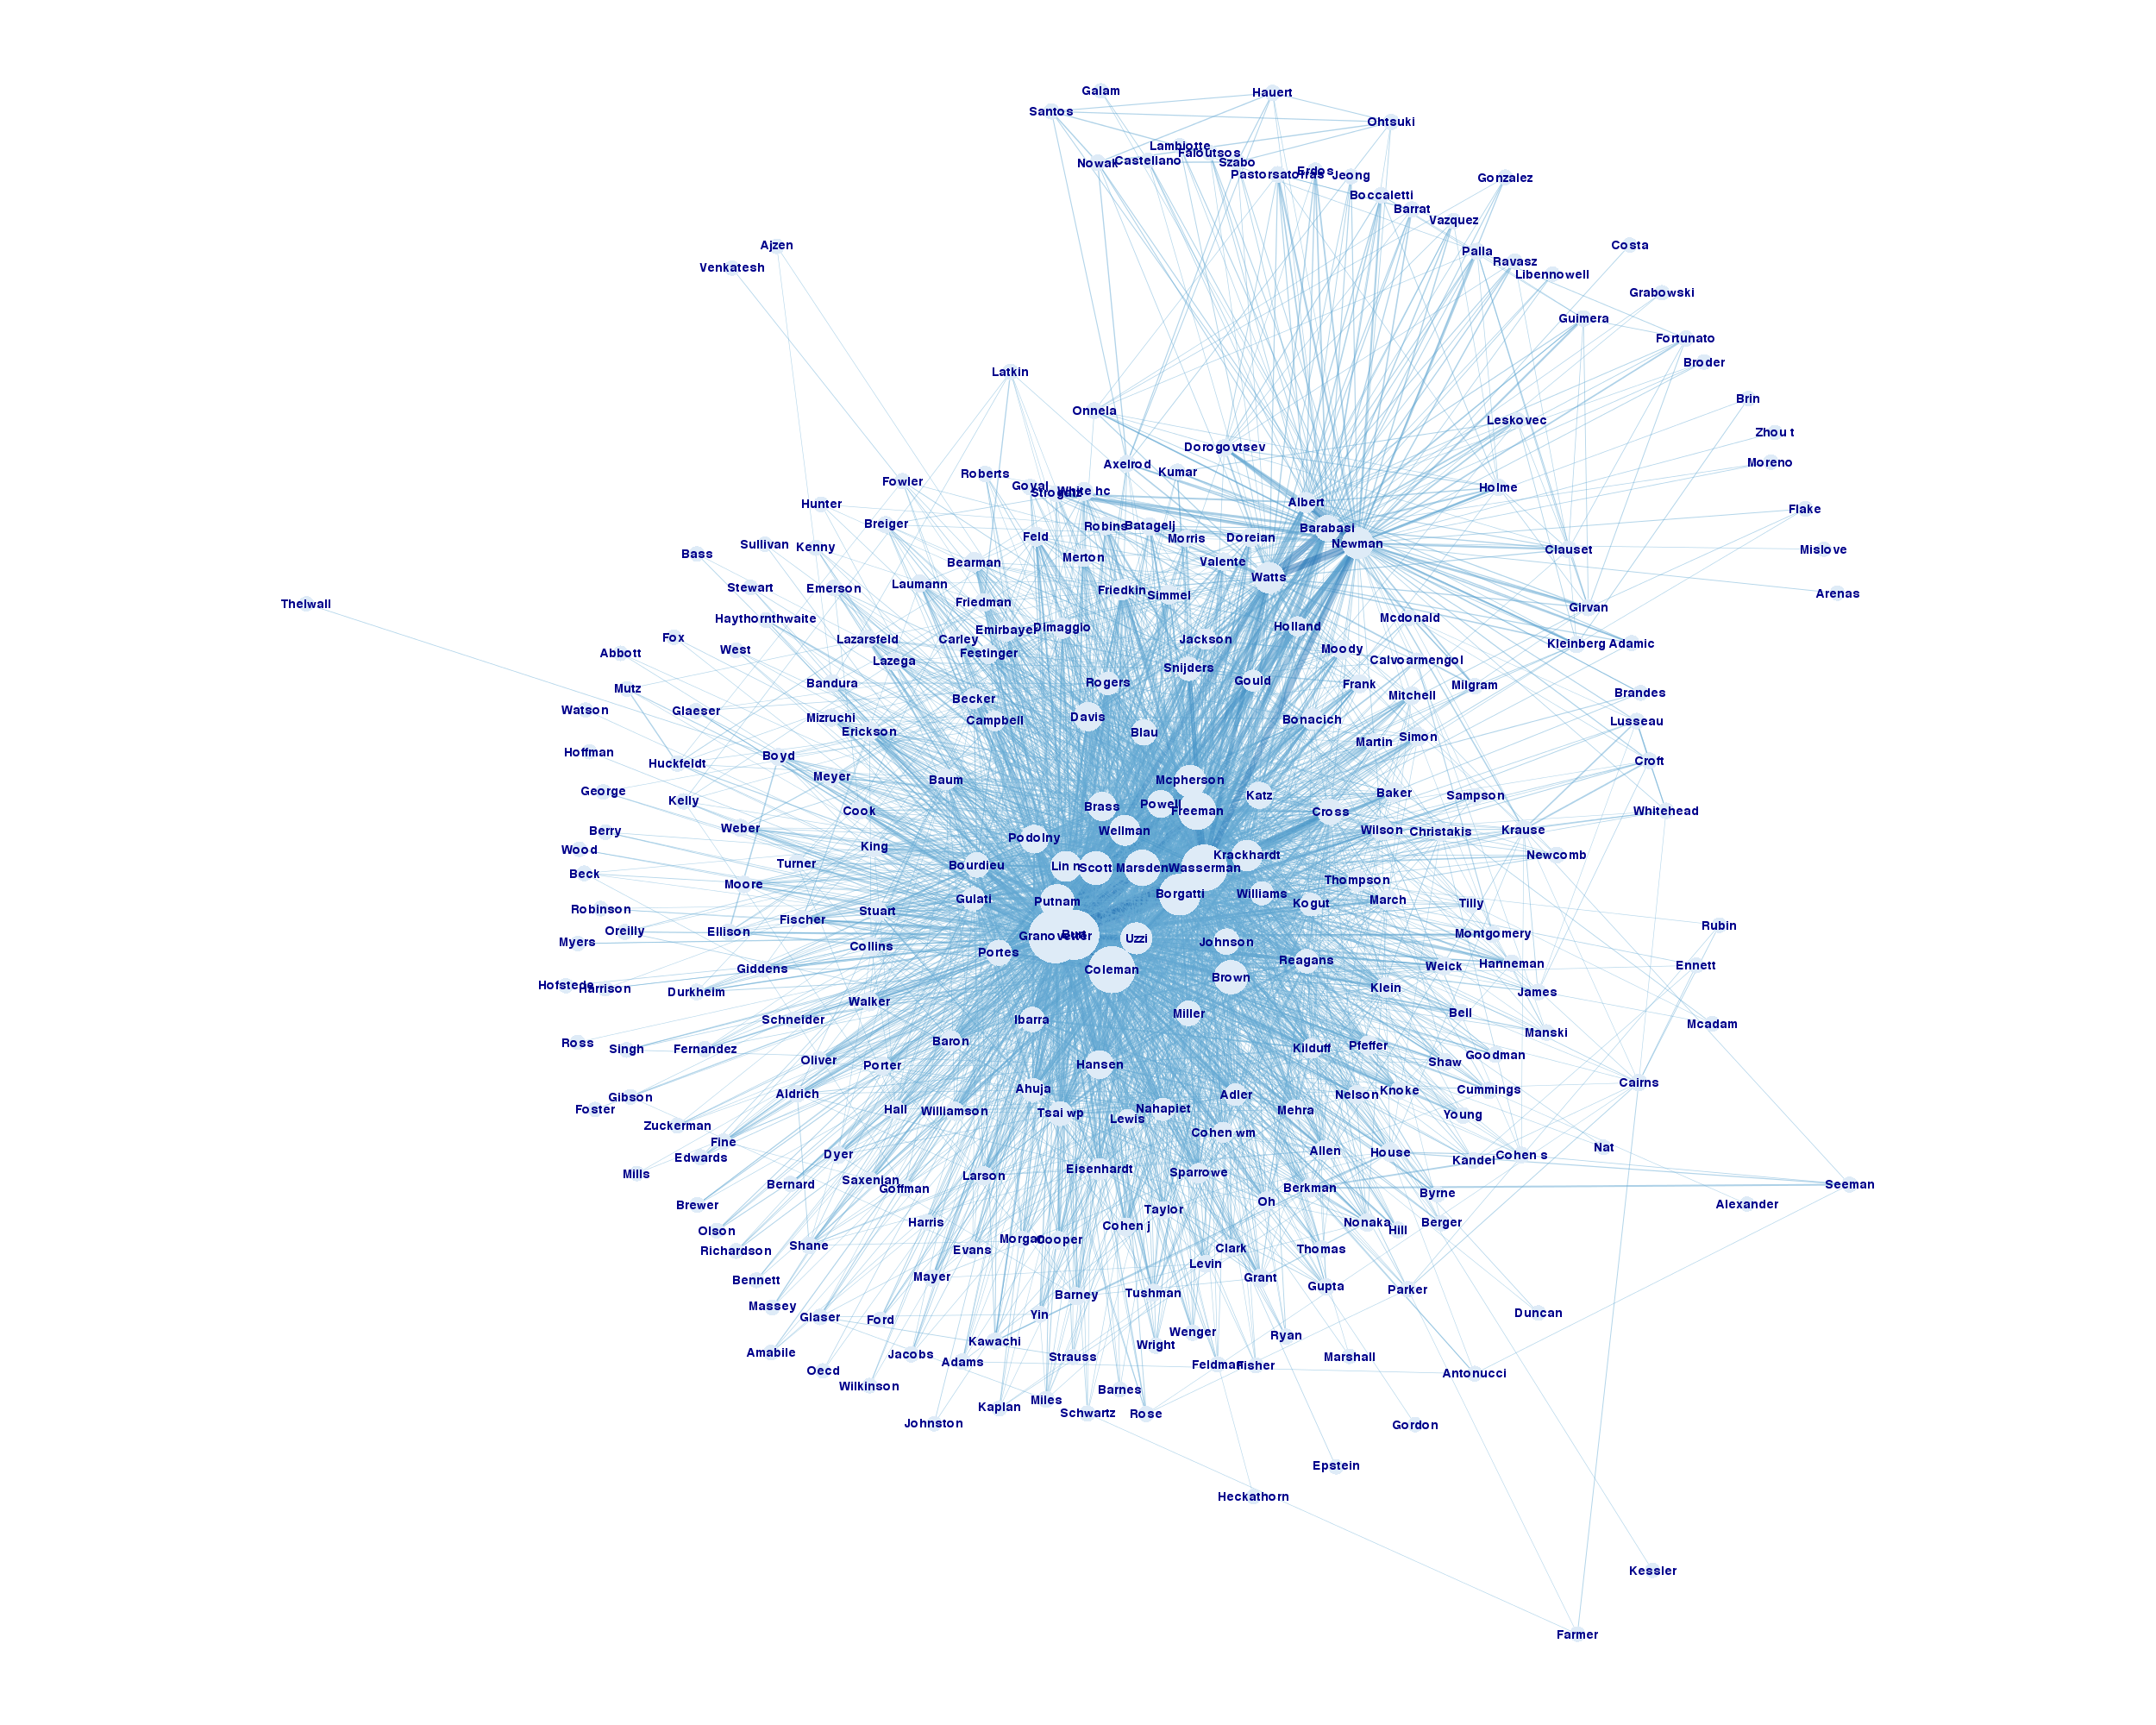 Galam
Hauert
Santos
Ohtsuki
Lambiotte
Faloutsos
Nowak
Castellano
Szabo
Pastorsatorras
Erdos
Jeong
Gonzalez
Boccaletti
Barrat
Vazquez
Ajzen
Costa
Palla
Ravasz
Venkatesh
Libennowell
Grabowski
Guimera
Fortunato
Broder
Latkin
Brin
Onnela
Leskovec
Zhou t
Dorogovtsev
Axelrod
Moreno
Kumar
Roberts
Fowler
Goyal
Strogatz
White hc
Holme
Hunter
Albert
Flake
Breiger
Robins
Batagelj
Barabasi
Feld
Morris
Doreian
Sullivan
Kenny
Newman
Clauset
Mislove
Bass
Merton
Bearman
Valente
Watts
Laumann
Stewart
Emerson
Friedkin
Simmel
Arenas
Friedman
Thelwall
Girvan
Haythornthwaite
Mcdonald
Emirbayer
Dimaggio
Holland
Fox
Lazarsfeld
Carley
Jackson
Kleinberg
Adamic
West
Abbott
Festinger
Moody
Lazega
Calvoarmengol
Snijders
Bandura
Rogers
Gould
Frank
Milgram
Mutz
Mitchell
Brandes
Becker
Watson
Glaeser
Mizruchi
Campbell
Davis
Bonacich
Lusseau
Erickson
Blau
Martin
Simon
Hoffman
Boyd
Huckfeldt
Croft
Meyer
Baum
Mcpherson
George
Kelly
Katz
Baker
Sampson
Brass
Powell
Freeman
Cook
Cross
Whitehead
Berry
Weber
Podolny
Wellman
Wilson
Christakis
Krause
Wood
King
Krackhardt
Newcomb
Turner
Bourdieu
Lin n
Scott
Marsden
Wasserman
Beck
Moore
Thompson
Gulati
Putnam
Borgatti
Williams
Kogut
March
Tilly
Robinson
Stuart
Fischer
Rubin
Oreilly
Ellison
Granovetter
Burt
Uzzi
Johnson
Montgomery
Myers
Collins
Portes
Reagans
Weick
Hanneman
Ennett
Giddens
Coleman
Brown
Hofstede
Harrison
Durkheim
Klein
James
Walker
Schneider
Ibarra
Miller
Bell
Mcadam
Manski
Ross
Singh
Fernandez
Baron
Kilduff
Pfeffer
Goodman
Oliver
Porter
Hansen
Shaw
Cairns
Gibson
Aldrich
Ahuja
Adler
Nelson
Knoke
Cummings
Foster
Hall
Williamson
Tsai wp
Lewis
Nahapiet
Mehra
Young
Zuckerman
Cohen wm
Fine
Edwards
Dyer
Allen
House
Kandel
Cohen s
Nat
Mills
Bernard
Saxenian
Goffman
Larson
Eisenhardt
Sparrowe
Berkman
Byrne
Seeman
Brewer
Oh
Alexander
Olson
Harris
Cohen j
Taylor
Nonaka
Hill
Berger
Richardson
Shane
Evans
Morgan
Cooper
Clark
Thomas
Bennett
Mayer
Levin
Grant
Gupta
Parker
Massey
Glaser
Ford
Yin
Barney
Tushman
Duncan
Amabile
Jacobs
Kawachi
Wright
Wenger
Ryan
Oecd
Adams
Strauss
Feldman
Fisher
Marshall
Antonucci
Wilkinson
Kaplan
Miles
Barnes
Johnston
Schwartz
Rose
Gordon
Epstein
Heckathorn
Kessler
Farmer